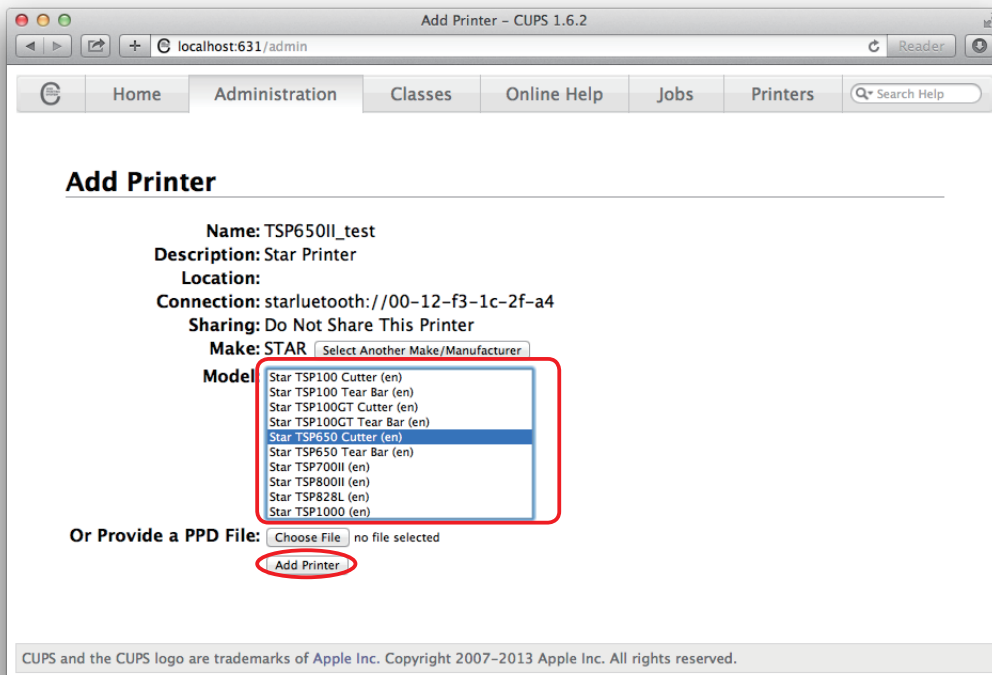 Add Printer – CUPS 1.6.2
localhost:631/admin
Reader
Home Administration Classes Online Help Jobs Printers Search Help
Add Printer
Name: TSP650II_test
Description: Star Printer
Location:
Connection: starluetooth://00-12-f3-1c-2f-a4
Sharing: Do Not Share This Printer
Make: STAR Select Another Make/Manufacturer
Model:
Star TSP100 Cutter (en)
Star TSP100 Tear Bar (en)
Star TSP100GT Cutter (en)
Star TSP100GT Tear Bar (en)
Star TSP650 Cutter (en)
Star TSP650 Tear Bar (en)
Star TSP700II (en)
Star TSP800II (en)
Star TSP828L (en)
Star TSP1000 (en)
Or Provide a PPD File: Choose File no file selected
Add Printer
CUPS and the CUPS logo are trademarks of Apple Inc. Copyright 2007-2013 Apple Inc. All rights reserved.